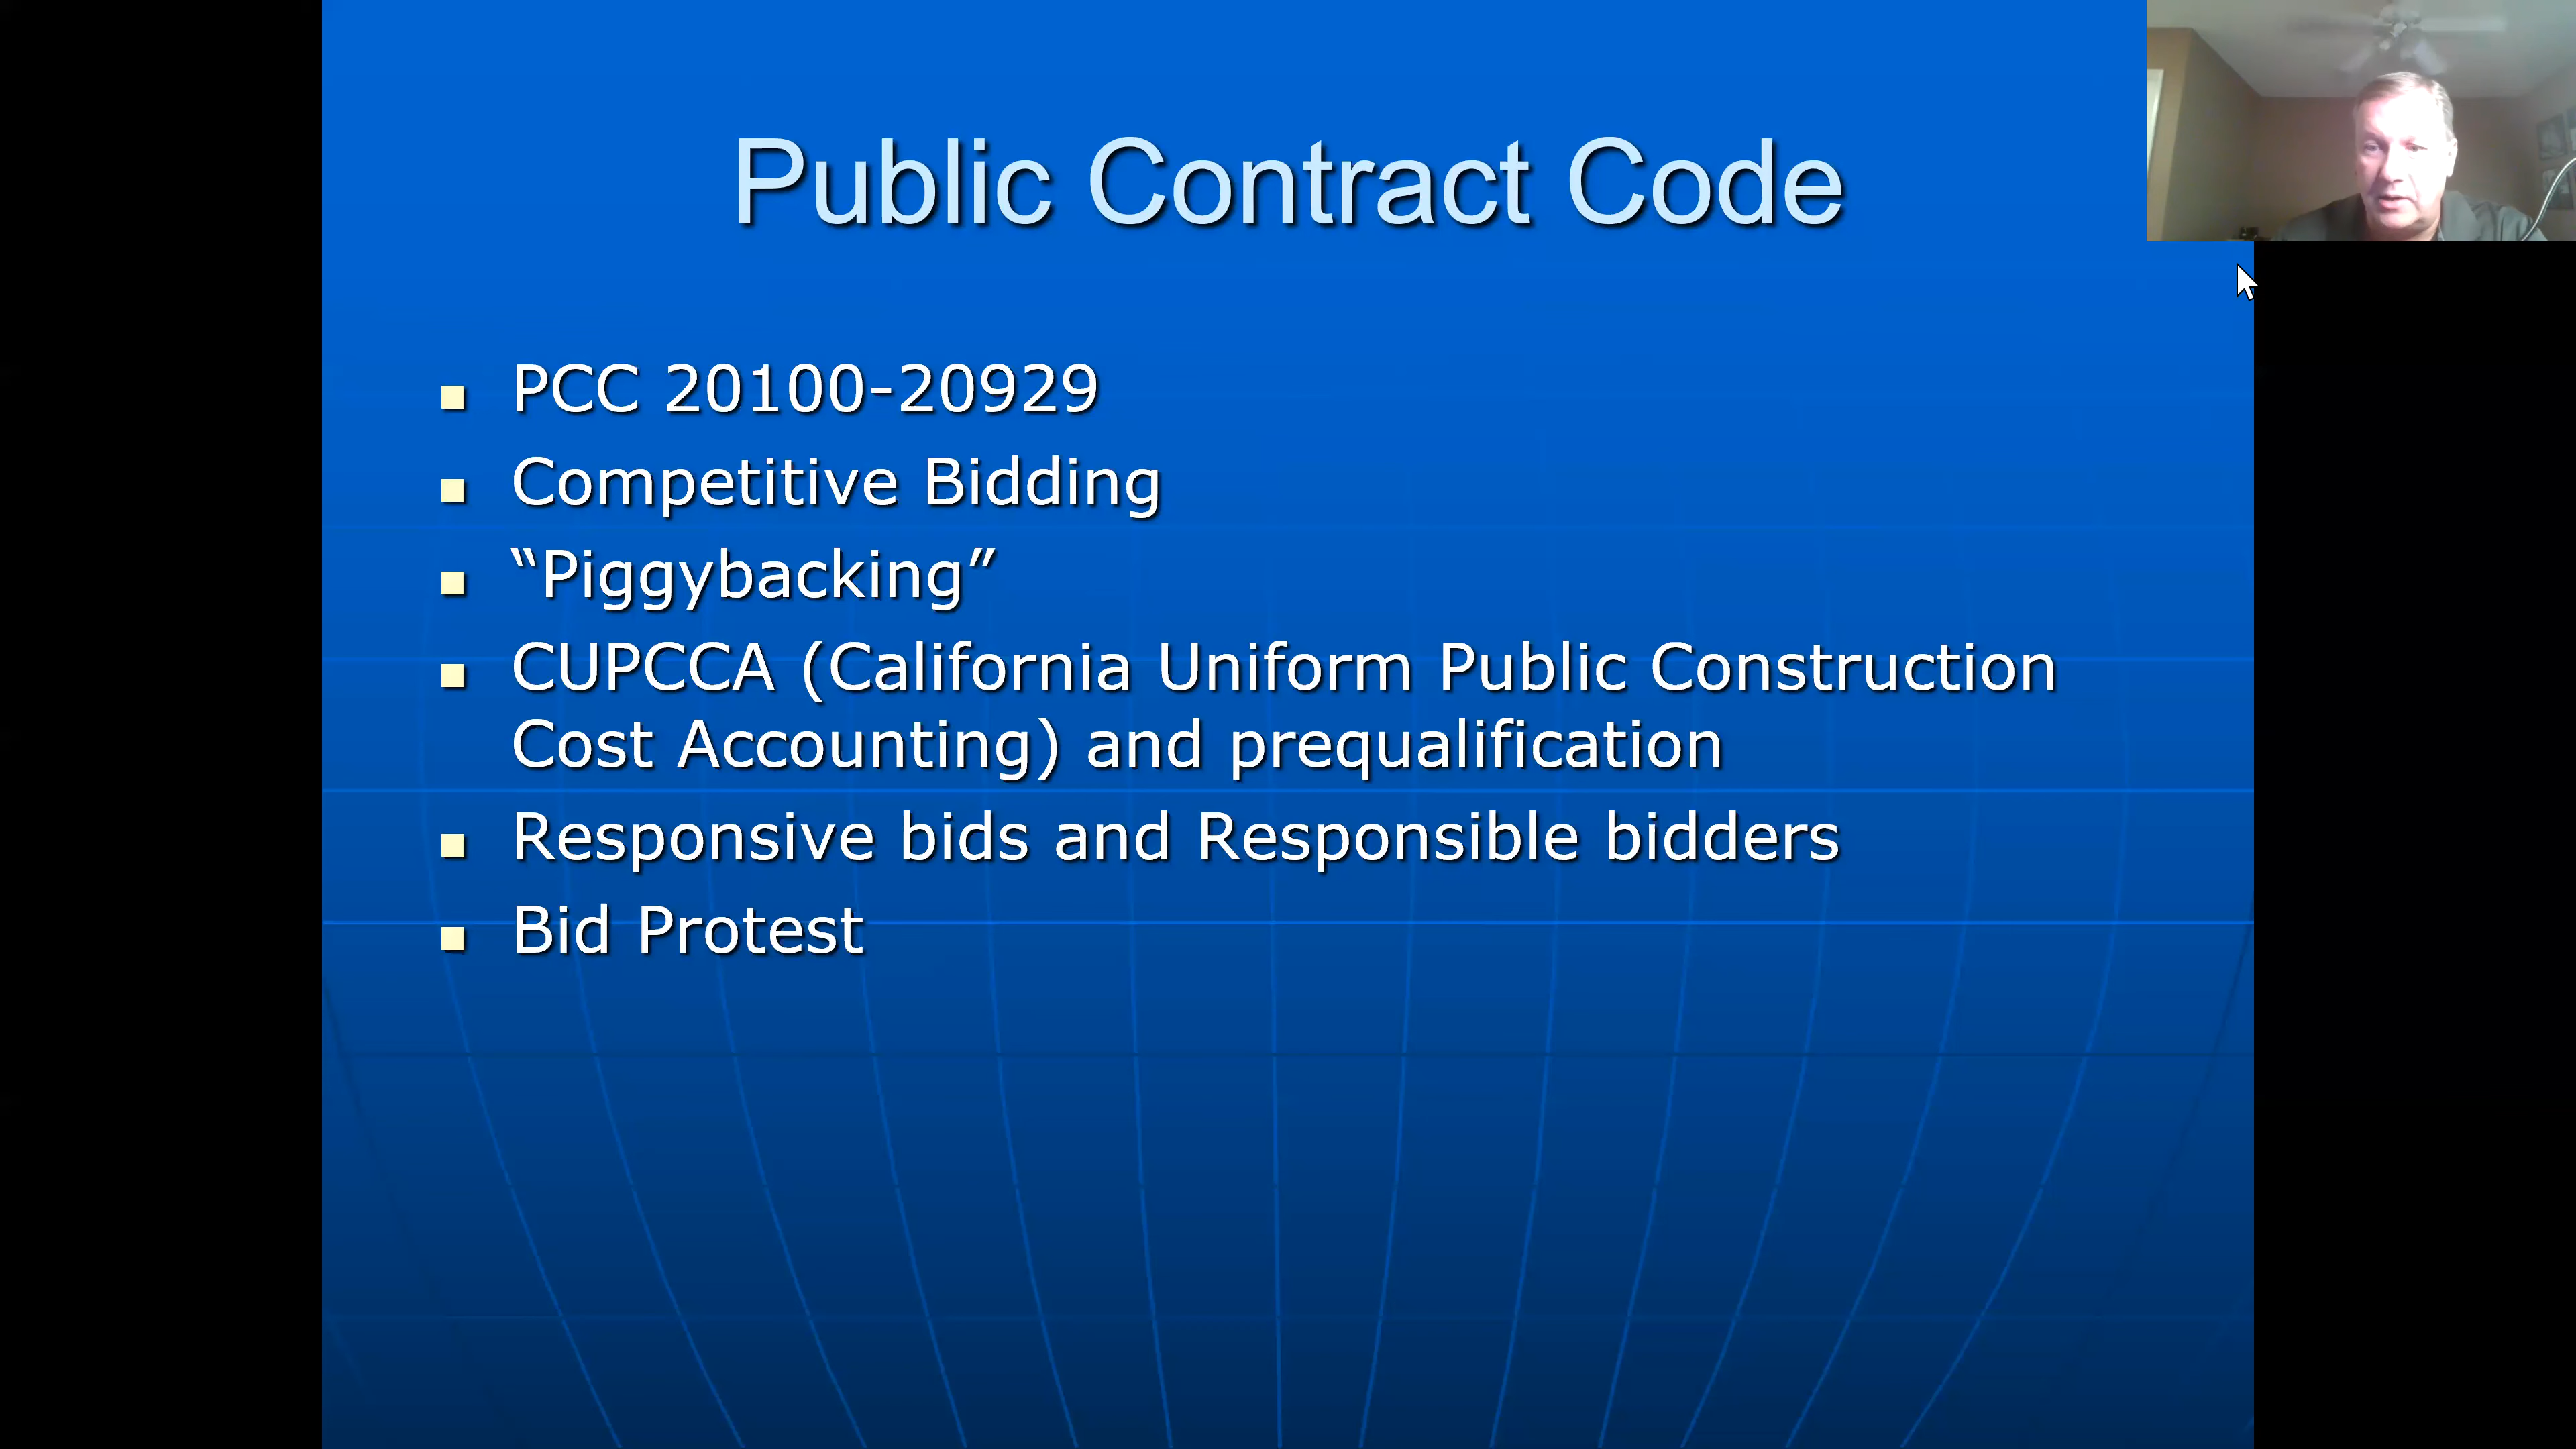 Public Contract Code
PCC 20100-20929
Competitive Bidding
“Piggybacking”
CUPCCA (California Uniform Public Construction
Cost Accounting) and prequalification
Responsive bids and Responsible bidders
Bid Protest